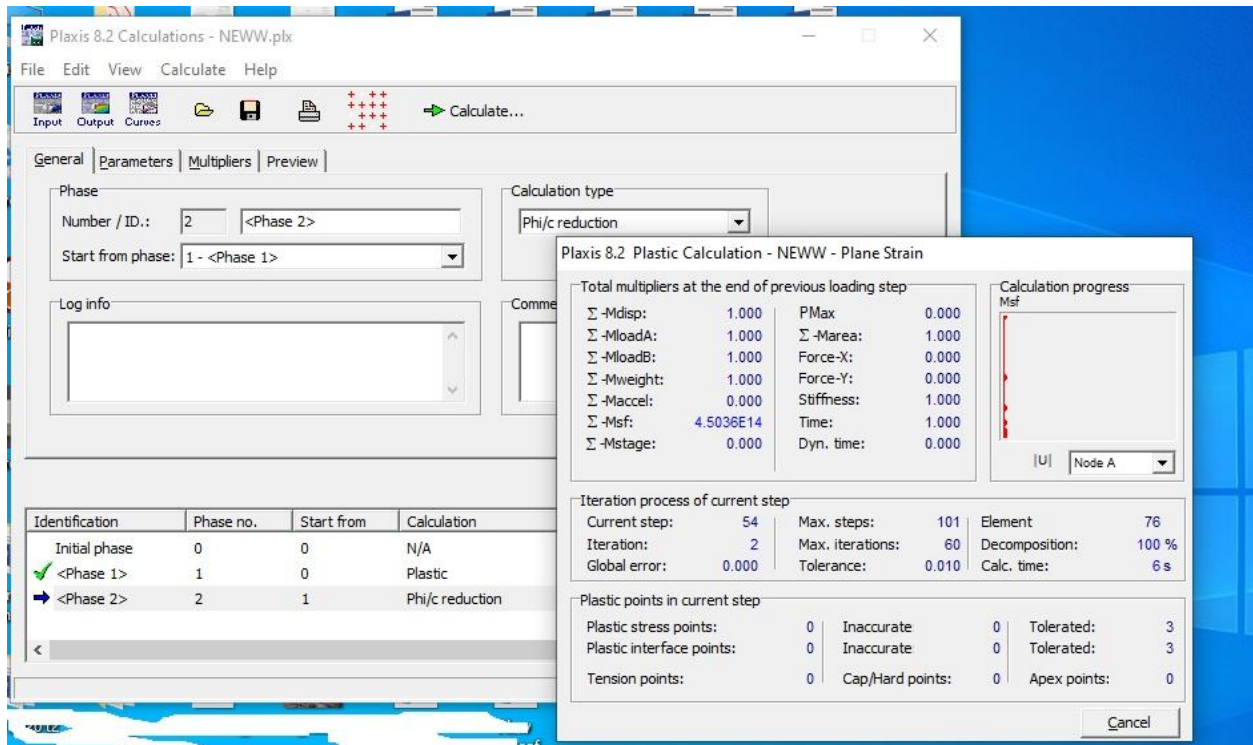 Plaxis 8.2 Calculations - NEWW.plx
File Edit View Calculate Help
Input Output Curves Calculate...
General Parameters Multipliers Preview
Phase
Number / ID.: 2 <Phase 2>
Start from phase: 1 - <Phase 1>
Calculation type
Phi/c reduction
Log info
Comme
Identification Phase no. Start from Calculation
Initial phase 0 0 N/A
<Phase 1> 1 0 Plastic
<Phase 2> 2 1 Phi/c reduction
Plaxis 8.2 Plastic Calculation - NEWW - Plane Strain
Total multipliers at the end of previous loading step
Σ -Mdisp: 1.000 PMax 0.000
Σ -MloadA: 1.000 Σ -Marea: 1.000
Σ -MloadB: 1.000 Force-X: 0.000
Σ -Mweight: 1.000 Force-Y: 0.000
Σ -Maccel: 0.000 Stiffness: 1.000
Σ -Msf: 4.5036E14 Time: 1.000
Σ -Mstage: 0.000 Dyn. time: 0.000
Calculation progress
Msf
|U| Node A
Iteration process of current step
Current step: 54 Max. steps: 101 Element 76
Iteration: 2 Max. iterations: 60 Decomposition: 100 %
Global error: 0.000 Tolerance: 0.010 Calc. time: 6 s
Plastic points in current step
Plastic stress points: 0 Inaccurate 0 Tolerated: 3
Plastic interface points: 0 Inaccurate 0 Tolerated: 3
Tension points: 0 Cap/Hard points: 0 Apex points: 0
Cancel